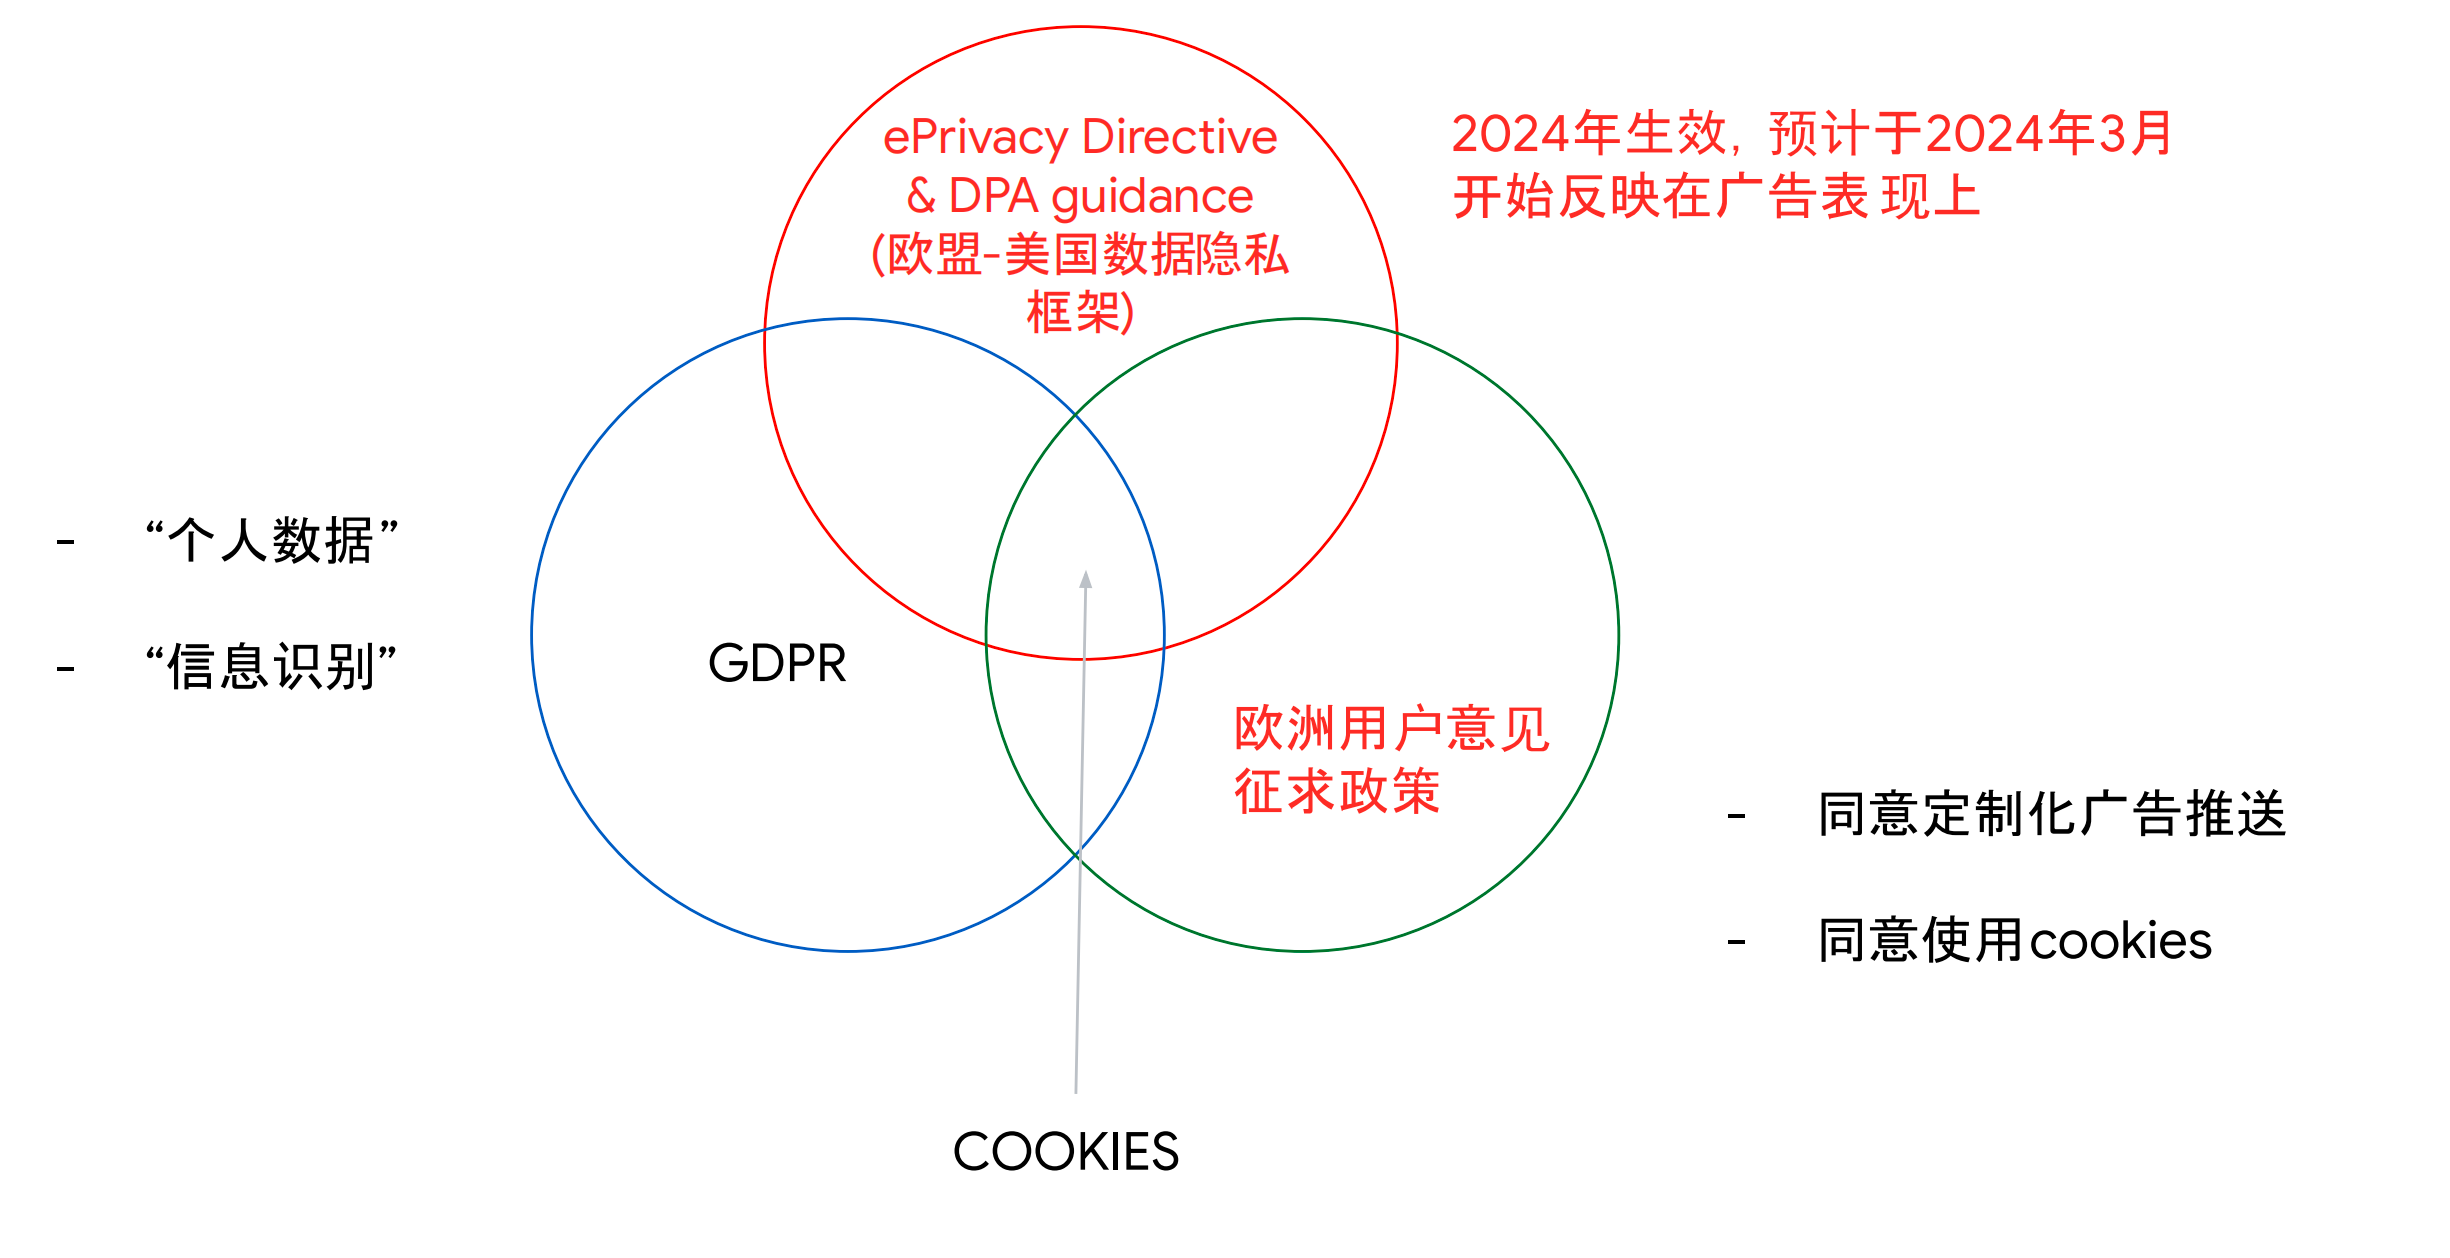 ePrivacy Directive
& DPA guidance
(欧盟-美国数据隐私
框架)
2024年生效，预计于2024年3月
开始反映在广告表现上
- “个人数据”
- “信息识别”
GDPR
欧洲用户意见
征求政策
- 同意定制化广告推送
- 同意使用cookies
COOKIES